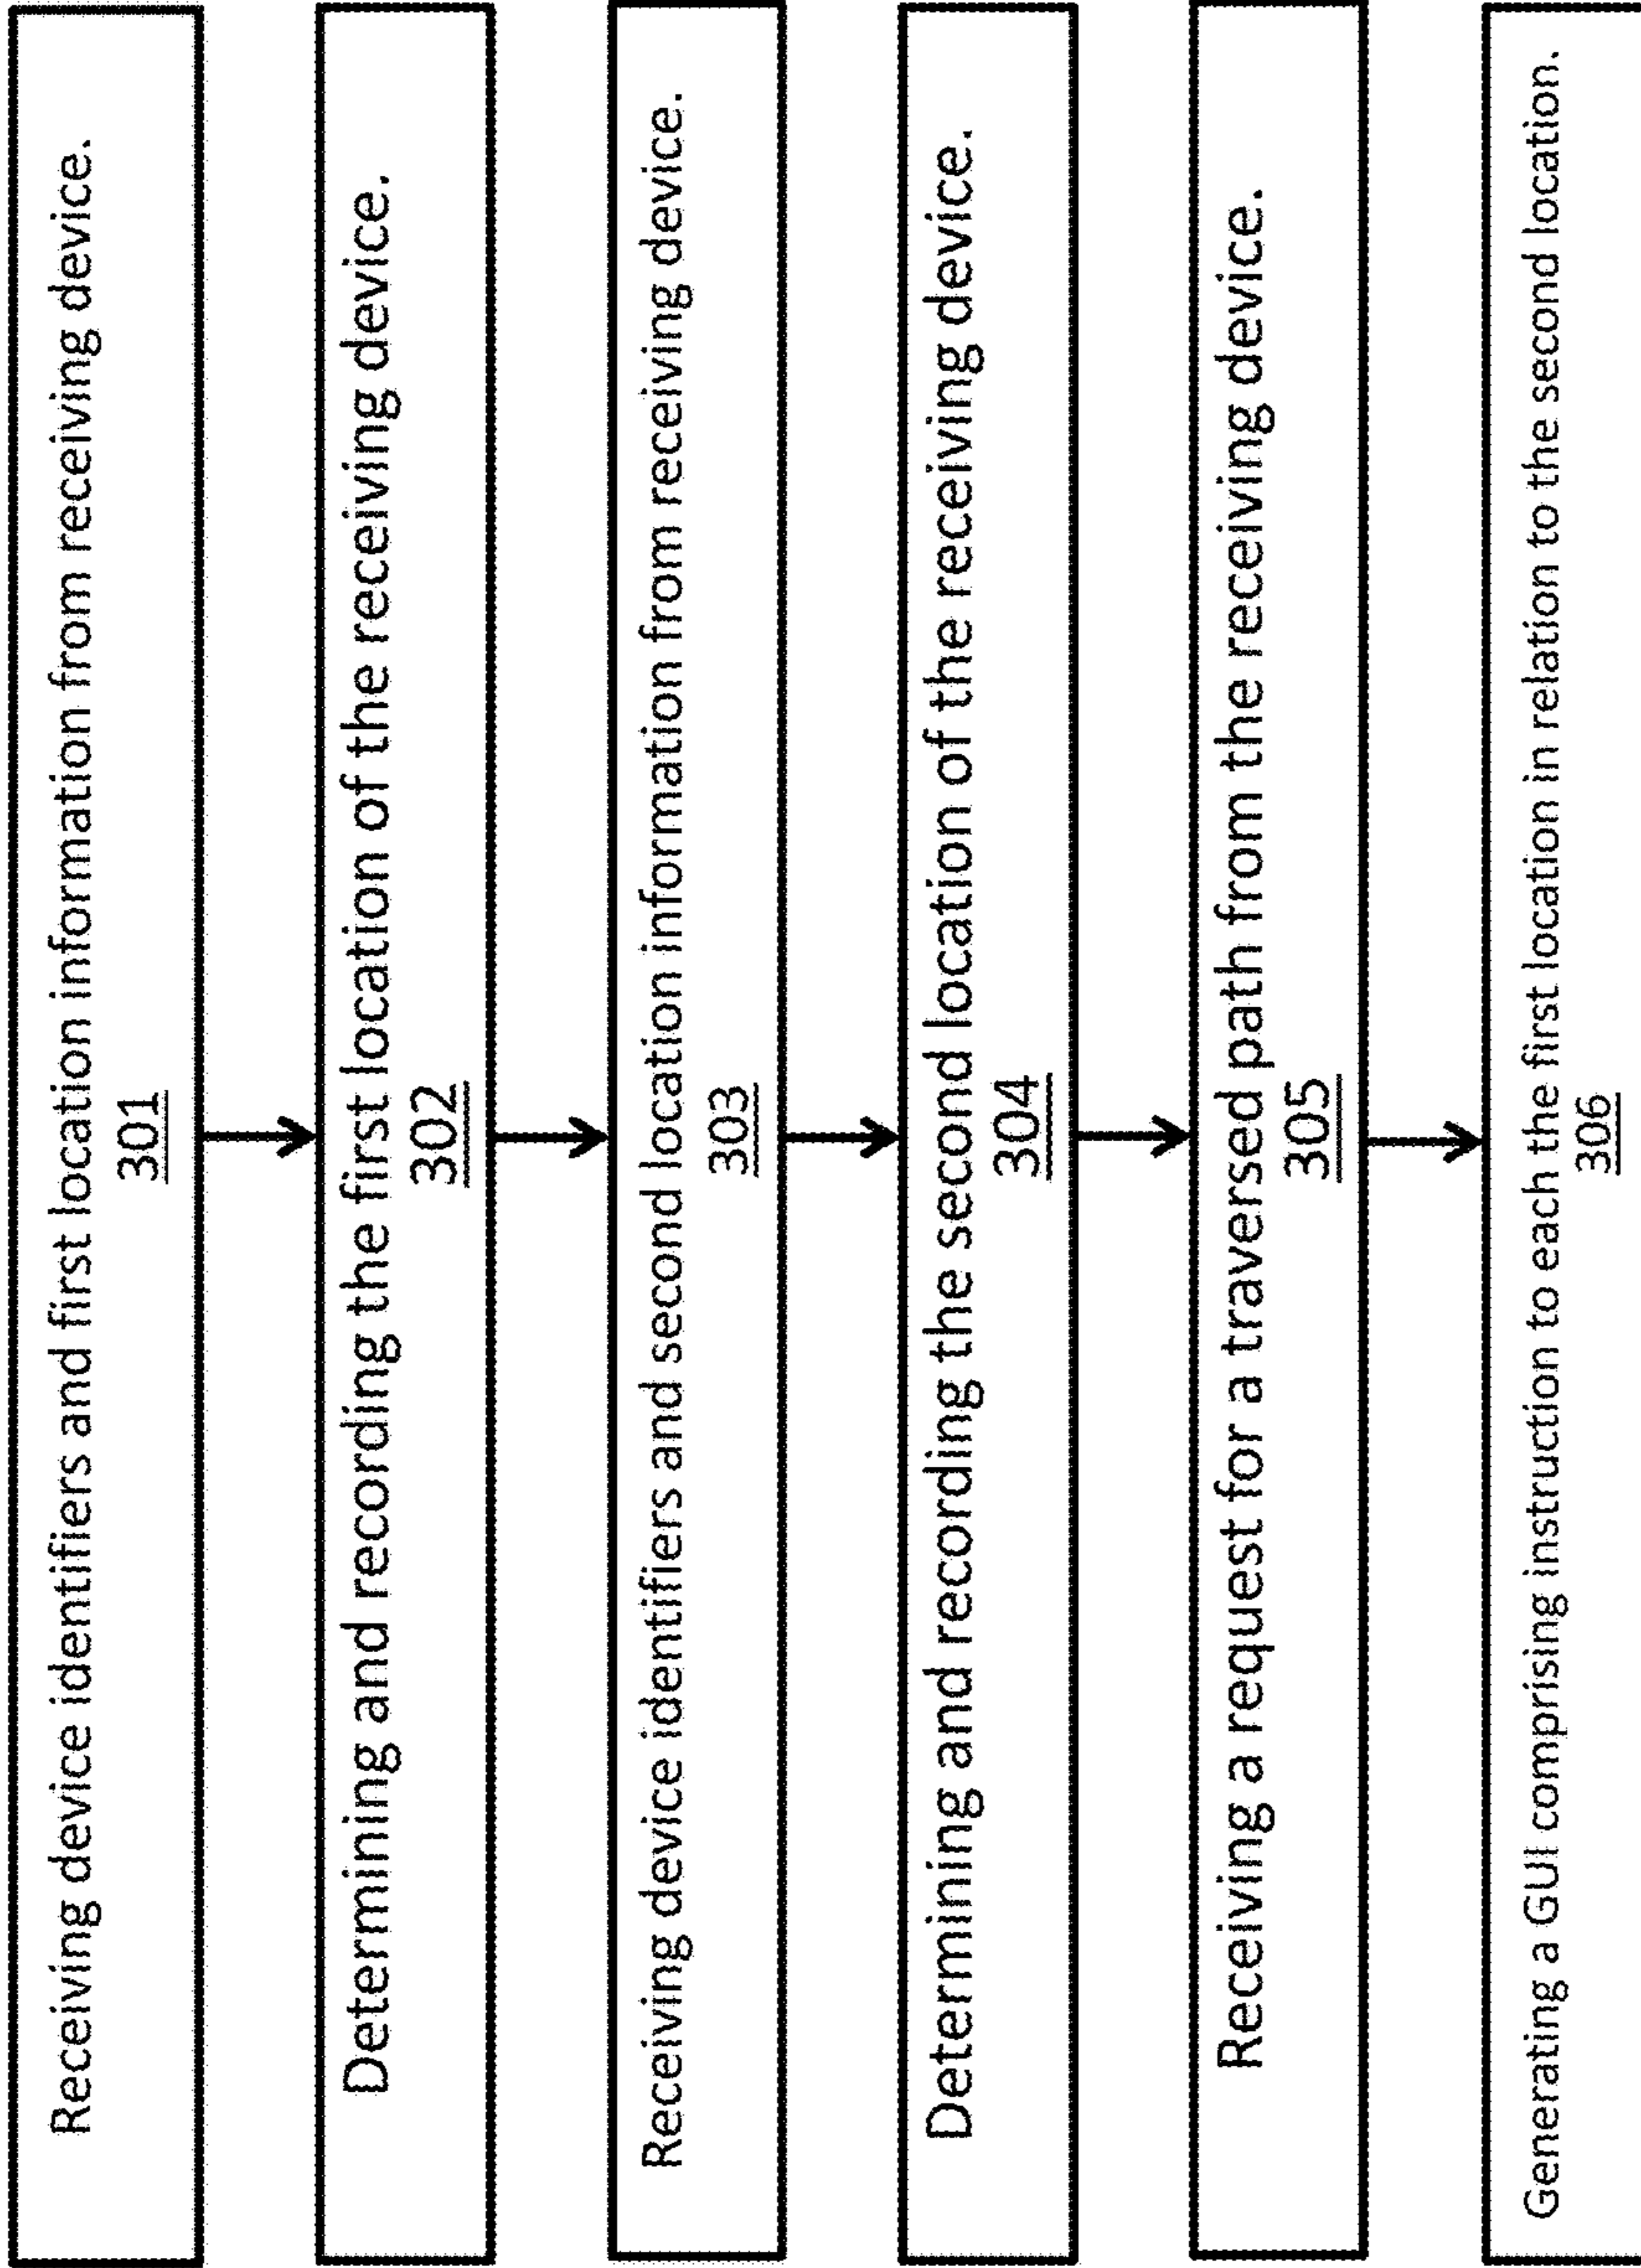 Receiving device identifiers and first location information from receiving device.
301
Determining and recording the first location of the receiving device.
302
Receiving device identifiers and second location information from receiving device.
303
Determining and recording the second location of the receiving device.
304
Receiving a request for a traversed path from the receiving device.
305
Generating a GUI comprising instruction to each the first location in relation to the second location.
306